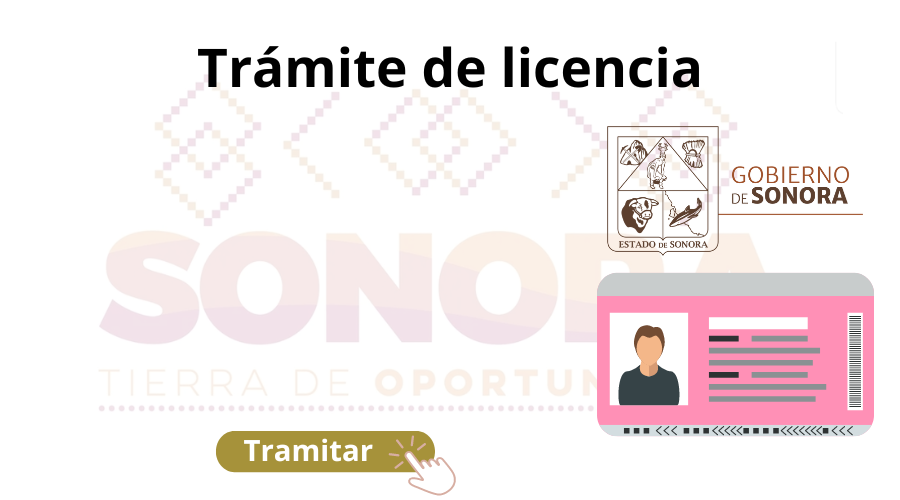 Trámite de licencia
GOBIERNO
DE SONORA
ESTADO DE SONORA
SONORA
TIERRA DE OPORTUN
Tramitar